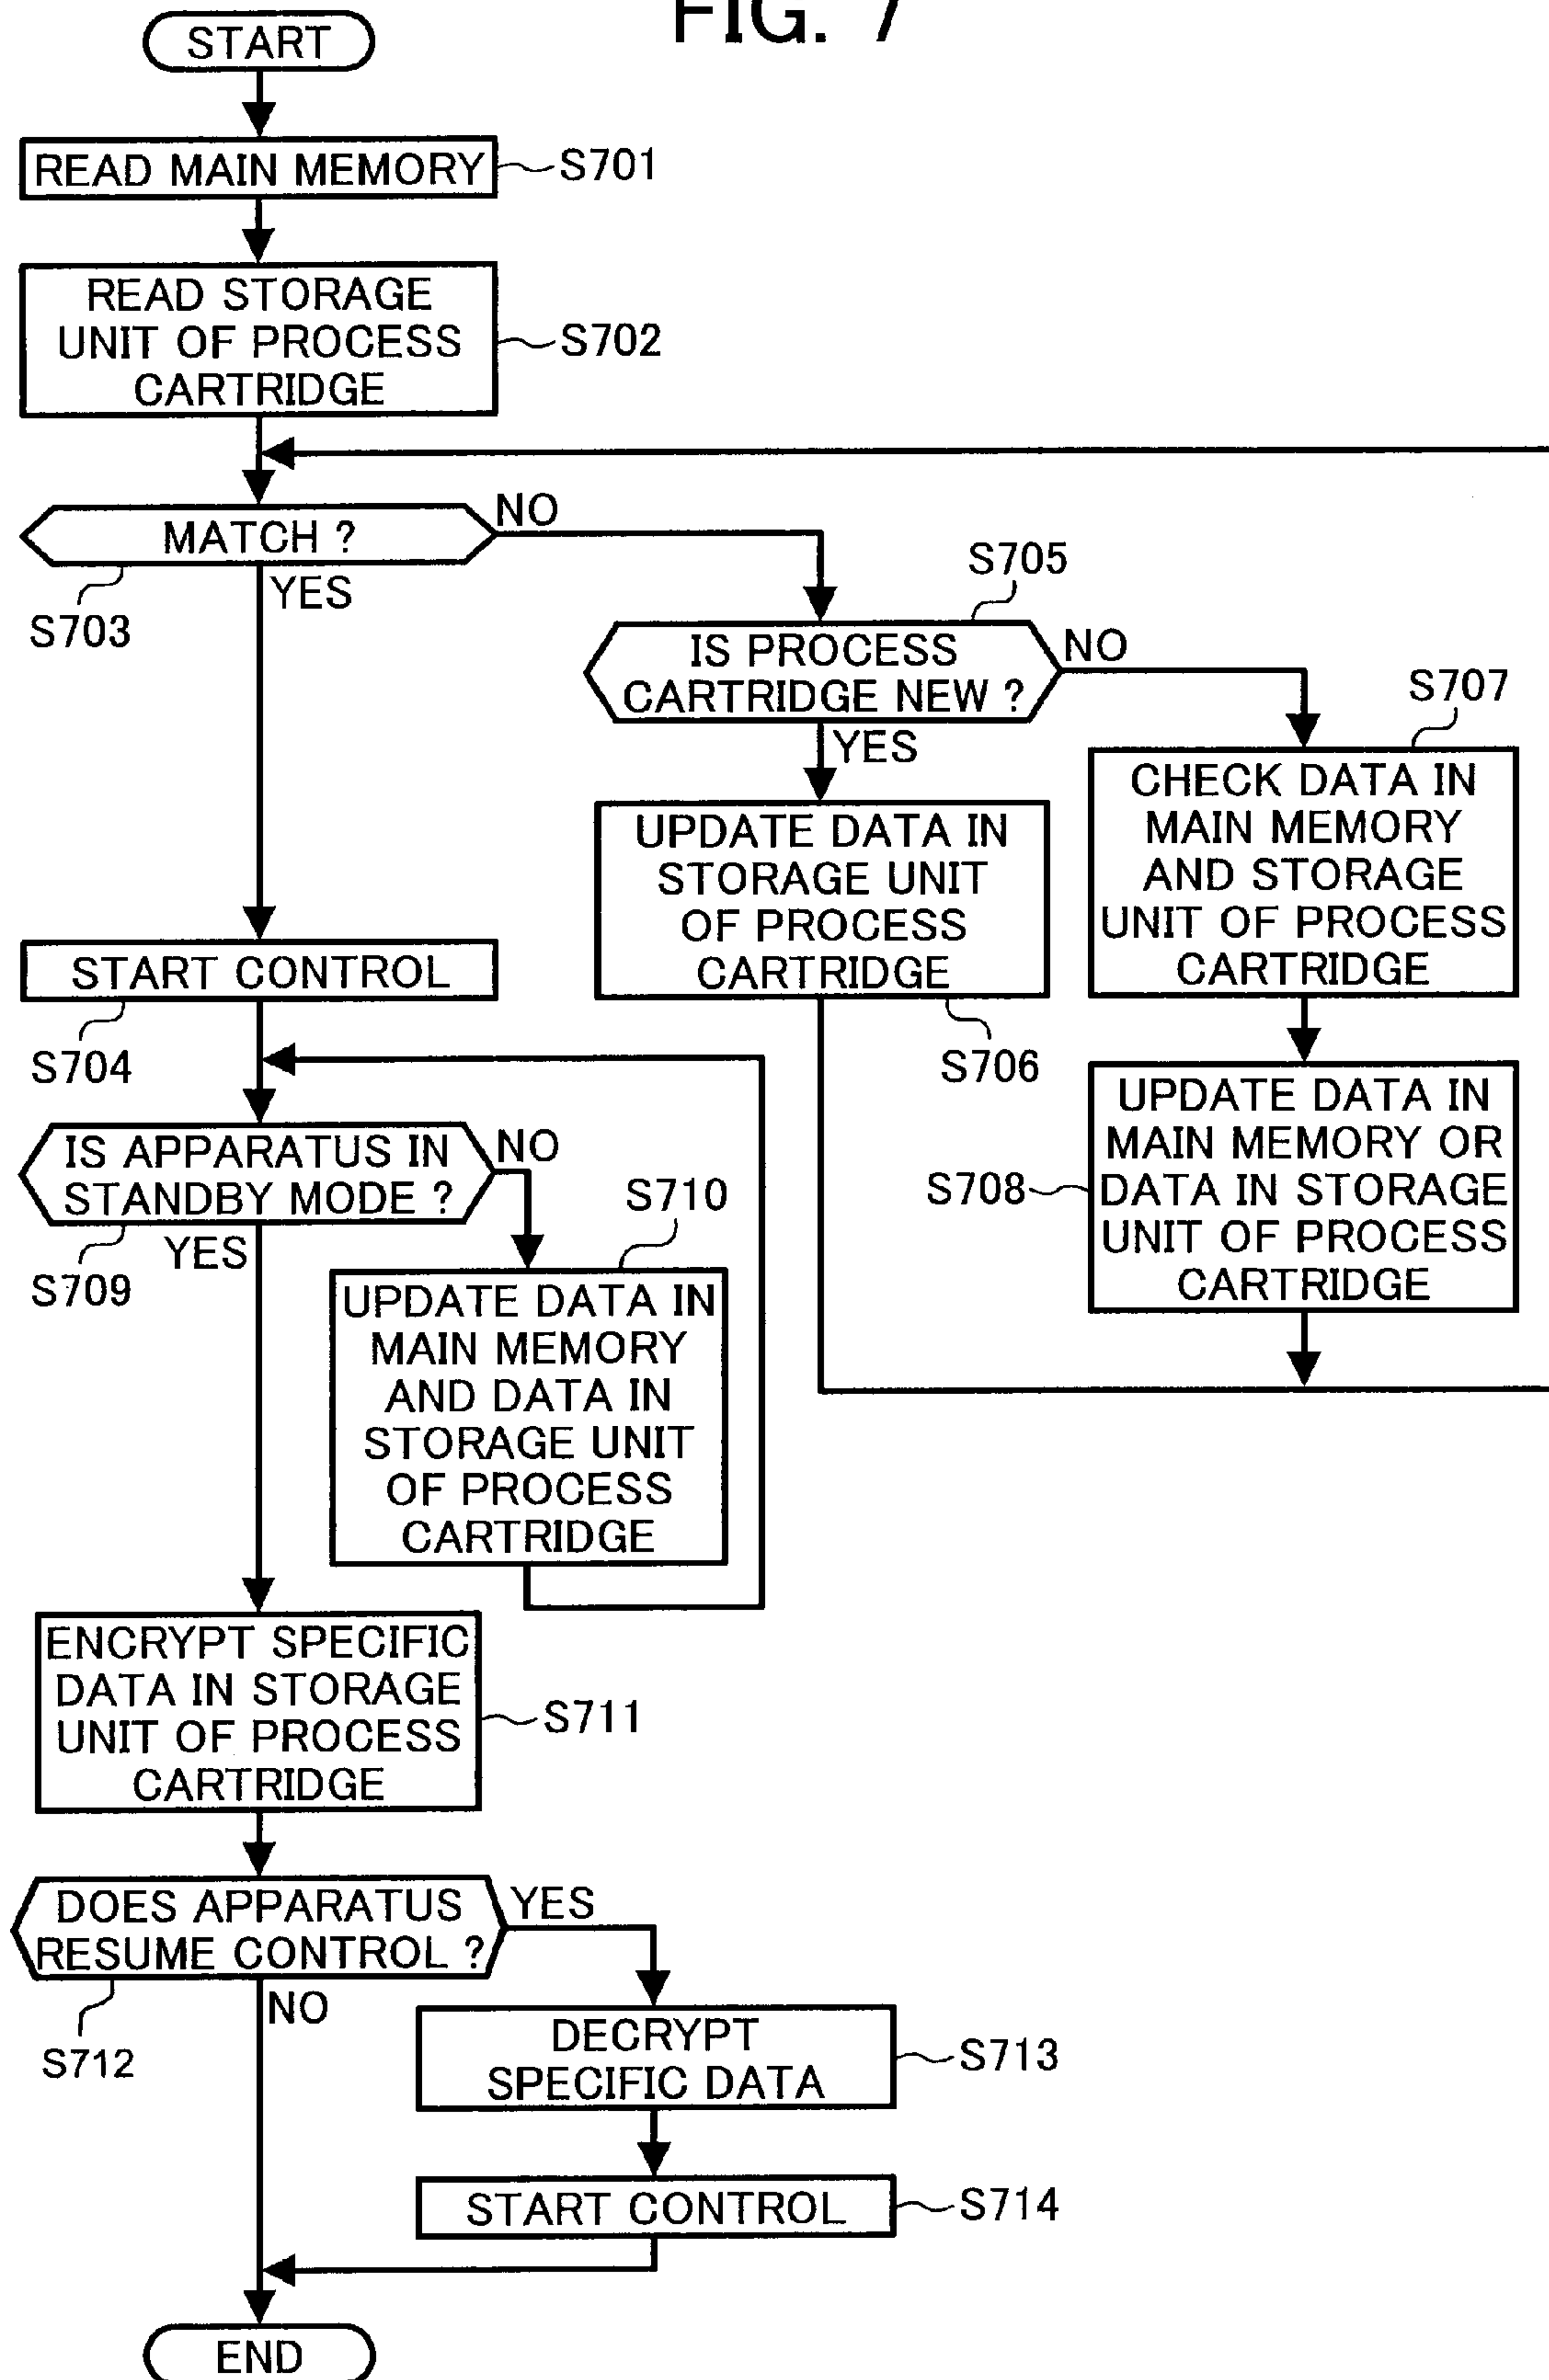 FIG. 7
START
READ MAIN MEMORY
S701
READ STORAGE
UNIT OF PROCESS
CARTRIDGE
S702
MATCH ?
NO
YES
S703
S705
IS PROCESS
CARTRIDGE NEW ?
NO
YES
S707
CHECK DATA IN
MAIN MEMORY
AND STORAGE
UNIT OF PROCESS
CARTRIDGE
UPDATE DATA IN
STORAGE UNIT
OF PROCESS
CARTRIDGE
S706
START CONTROL
S704
UPDATE DATA IN
MAIN MEMORY OR
DATA IN STORAGE
UNIT OF PROCESS
CARTRIDGE
S708
IS APPARATUS IN
STANDBY MODE ?
NO
YES
S709
S710
UPDATE DATA IN
MAIN MEMORY
AND DATA IN
STORAGE UNIT
OF PROCESS
CARTRIDGE
ENCRYPT SPECIFIC
DATA IN STORAGE
UNIT OF PROCESS
CARTRIDGE
S711
DOES APPARATUS
RESUME CONTROL ?
YES
NO
S712
DECRYPT
SPECIFIC DATA
S713
START CONTROL
S714
END